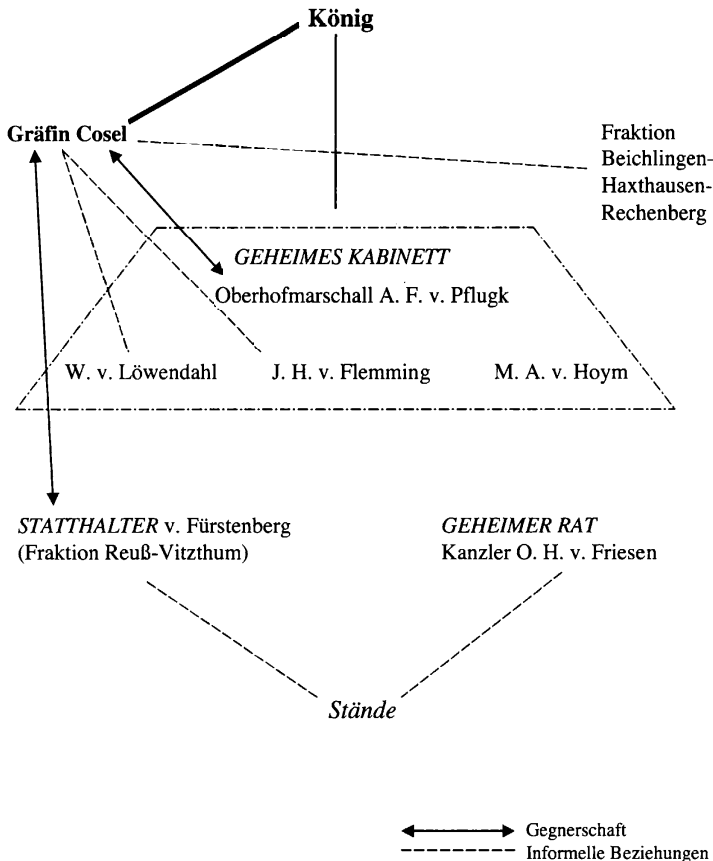 König
Gräfin Cosel
Fraktion
Beichlingen-
Haxthausen-
Rechenberg
GEHEIMES KABINETT
Oberhofmarschall A. F. v. Pflugk
W. v. Löwendahl
J. H. v. Flemming
M. A. v. Hoym
STATTHALTER v. Fürstenberg
(Fraktion Reuß-Vitzthum)
GEHEIMER RAT
Kanzler O. H. v. Friesen
Stände
Gegnerschaft
Informelle Beziehungen